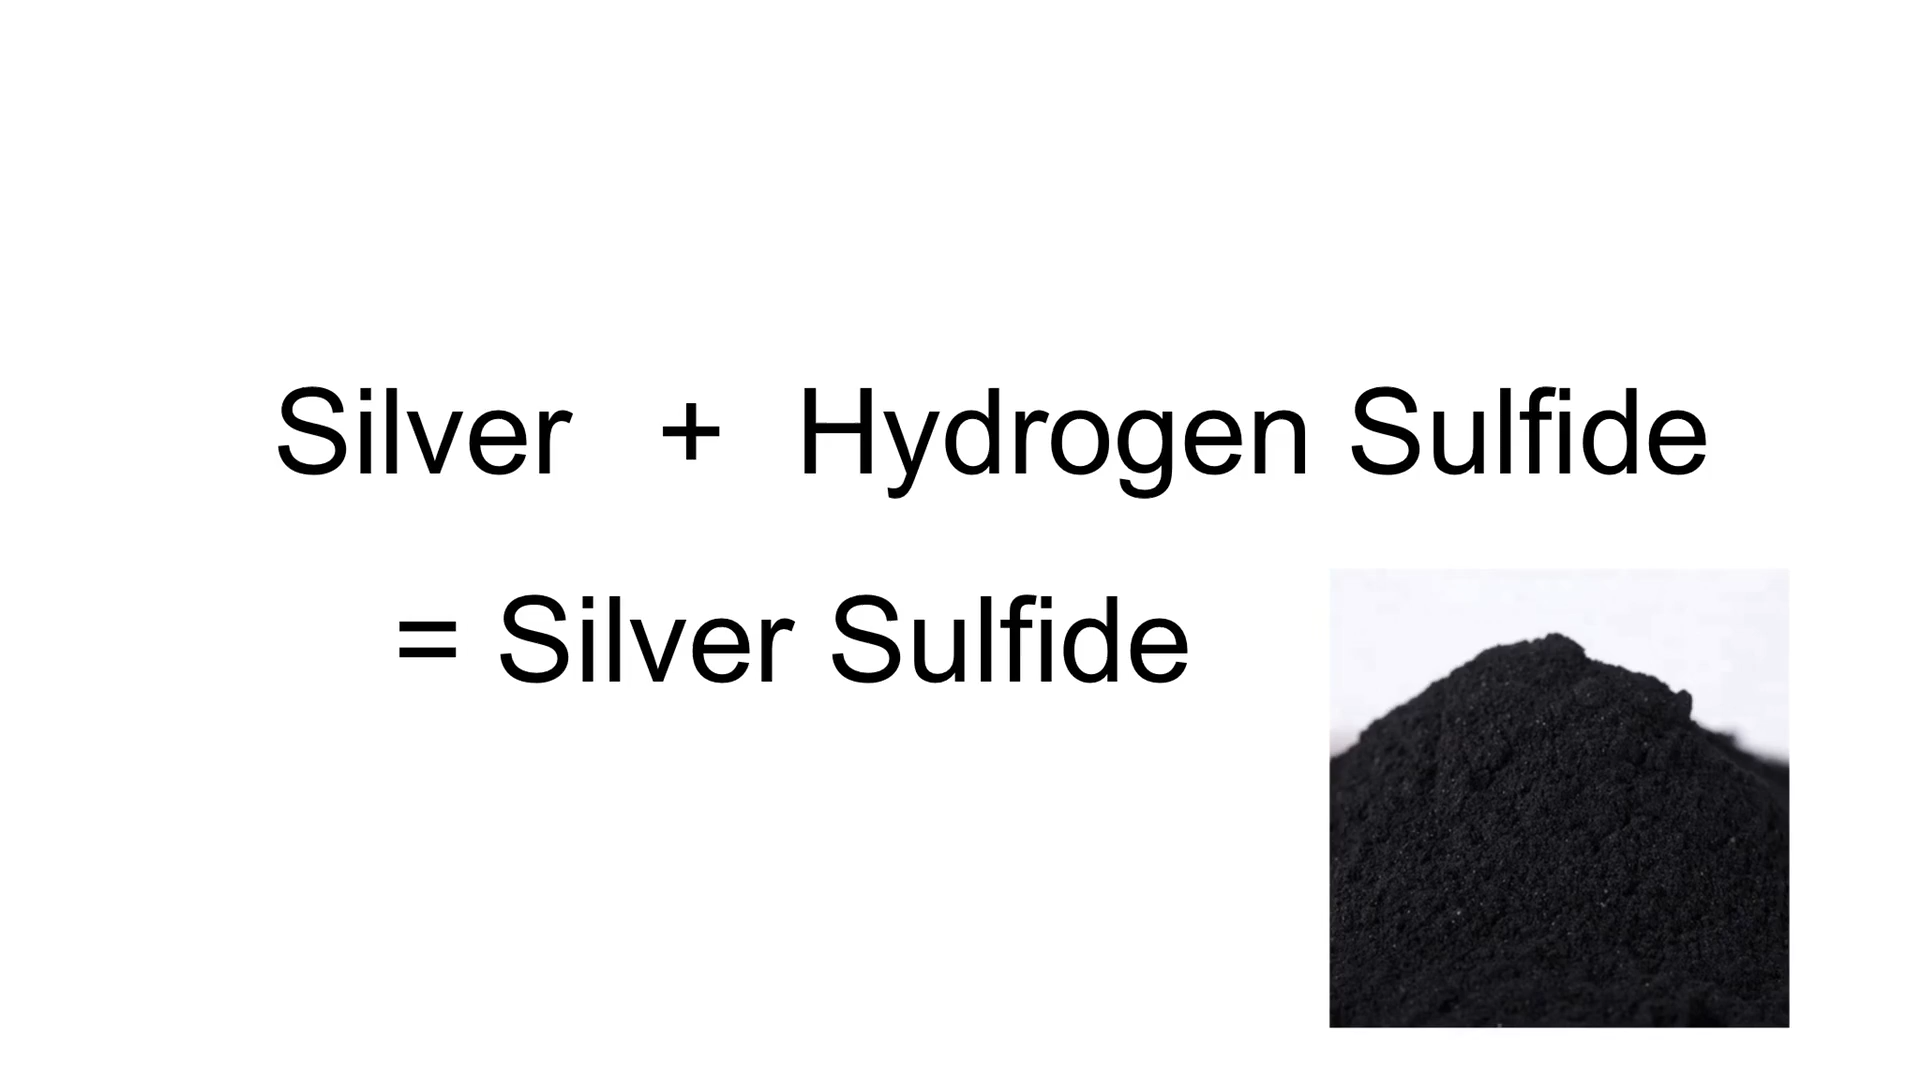 Silver + Hydrogen Sulfide
= Silver Sulfide